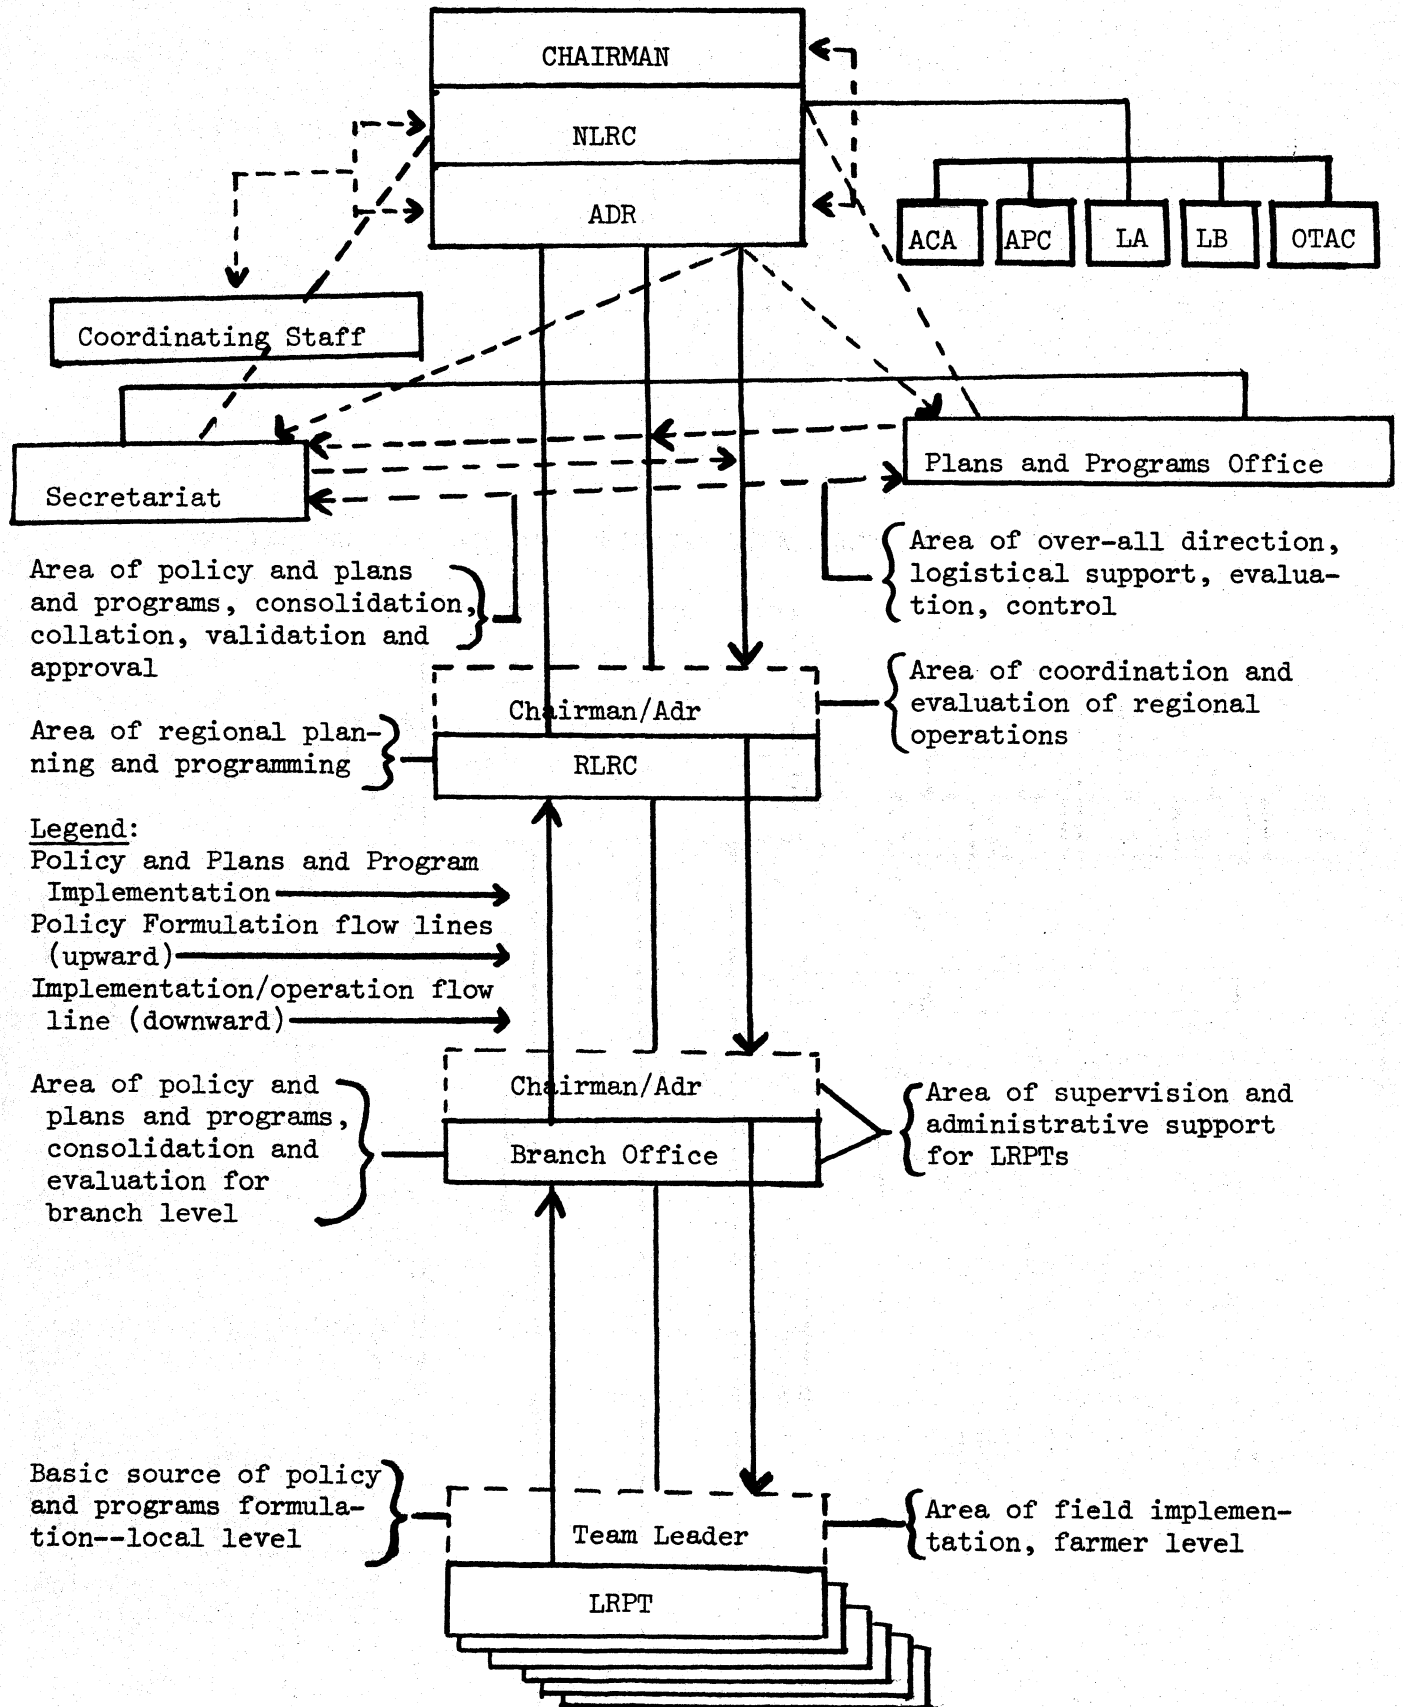 CHAIRMAN
NLRC
ADR
ACA
APC
LA
LB
OTAC
Coordinating Staff
Secretariat
Plans and Programs Office
Area of policy and plans
and programs, consolidation,
collation, validation and
approval
Area of over-all direction,
logistical support, evalua-
tion, control
Chairman/Adr
RLRC
Area of coordination and
evaluation of regional
operations
Area of regional plan-
ning and programming
Legend:
Policy and Plans and Program
Implementation
Policy Formulation flow lines
(upward)
Implementation/operation flow
line (downward)
Chairman/Adr
Branch Office
Area of policy and
plans and programs,
consolidation and
evaluation for
branch level
Area of supervision and
administrative support
for LRPTs
Basic source of policy
and programs formula-
tion--local level
Team Leader
LRPT
Area of field implemen-
tation, farmer level